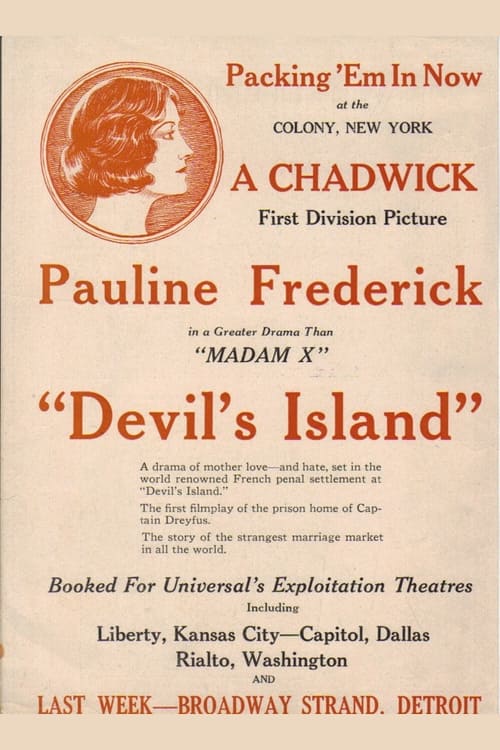 Packing 'Em In Now
at the
COLONY, NEW YORK
A CHADWICK
First Division Picture
Pauline Frederick
in a Greater Drama Than
"MADAM X"
"Devil's Island"
A drama of mother love—and hate, set in the
world renowned French penal settlement at
"Devil's Island."
The first filmplay of the prison home of Cap-
tain Dreyfus.
The story of the strangest marriage market
in all the world.
Booked For Universal's Exploitation Theatres
Including
Liberty, Kansas City—Capitol, Dallas
Rialto, Washington
AND
LAST WEEK—BROADWAY STRAND, DETROIT